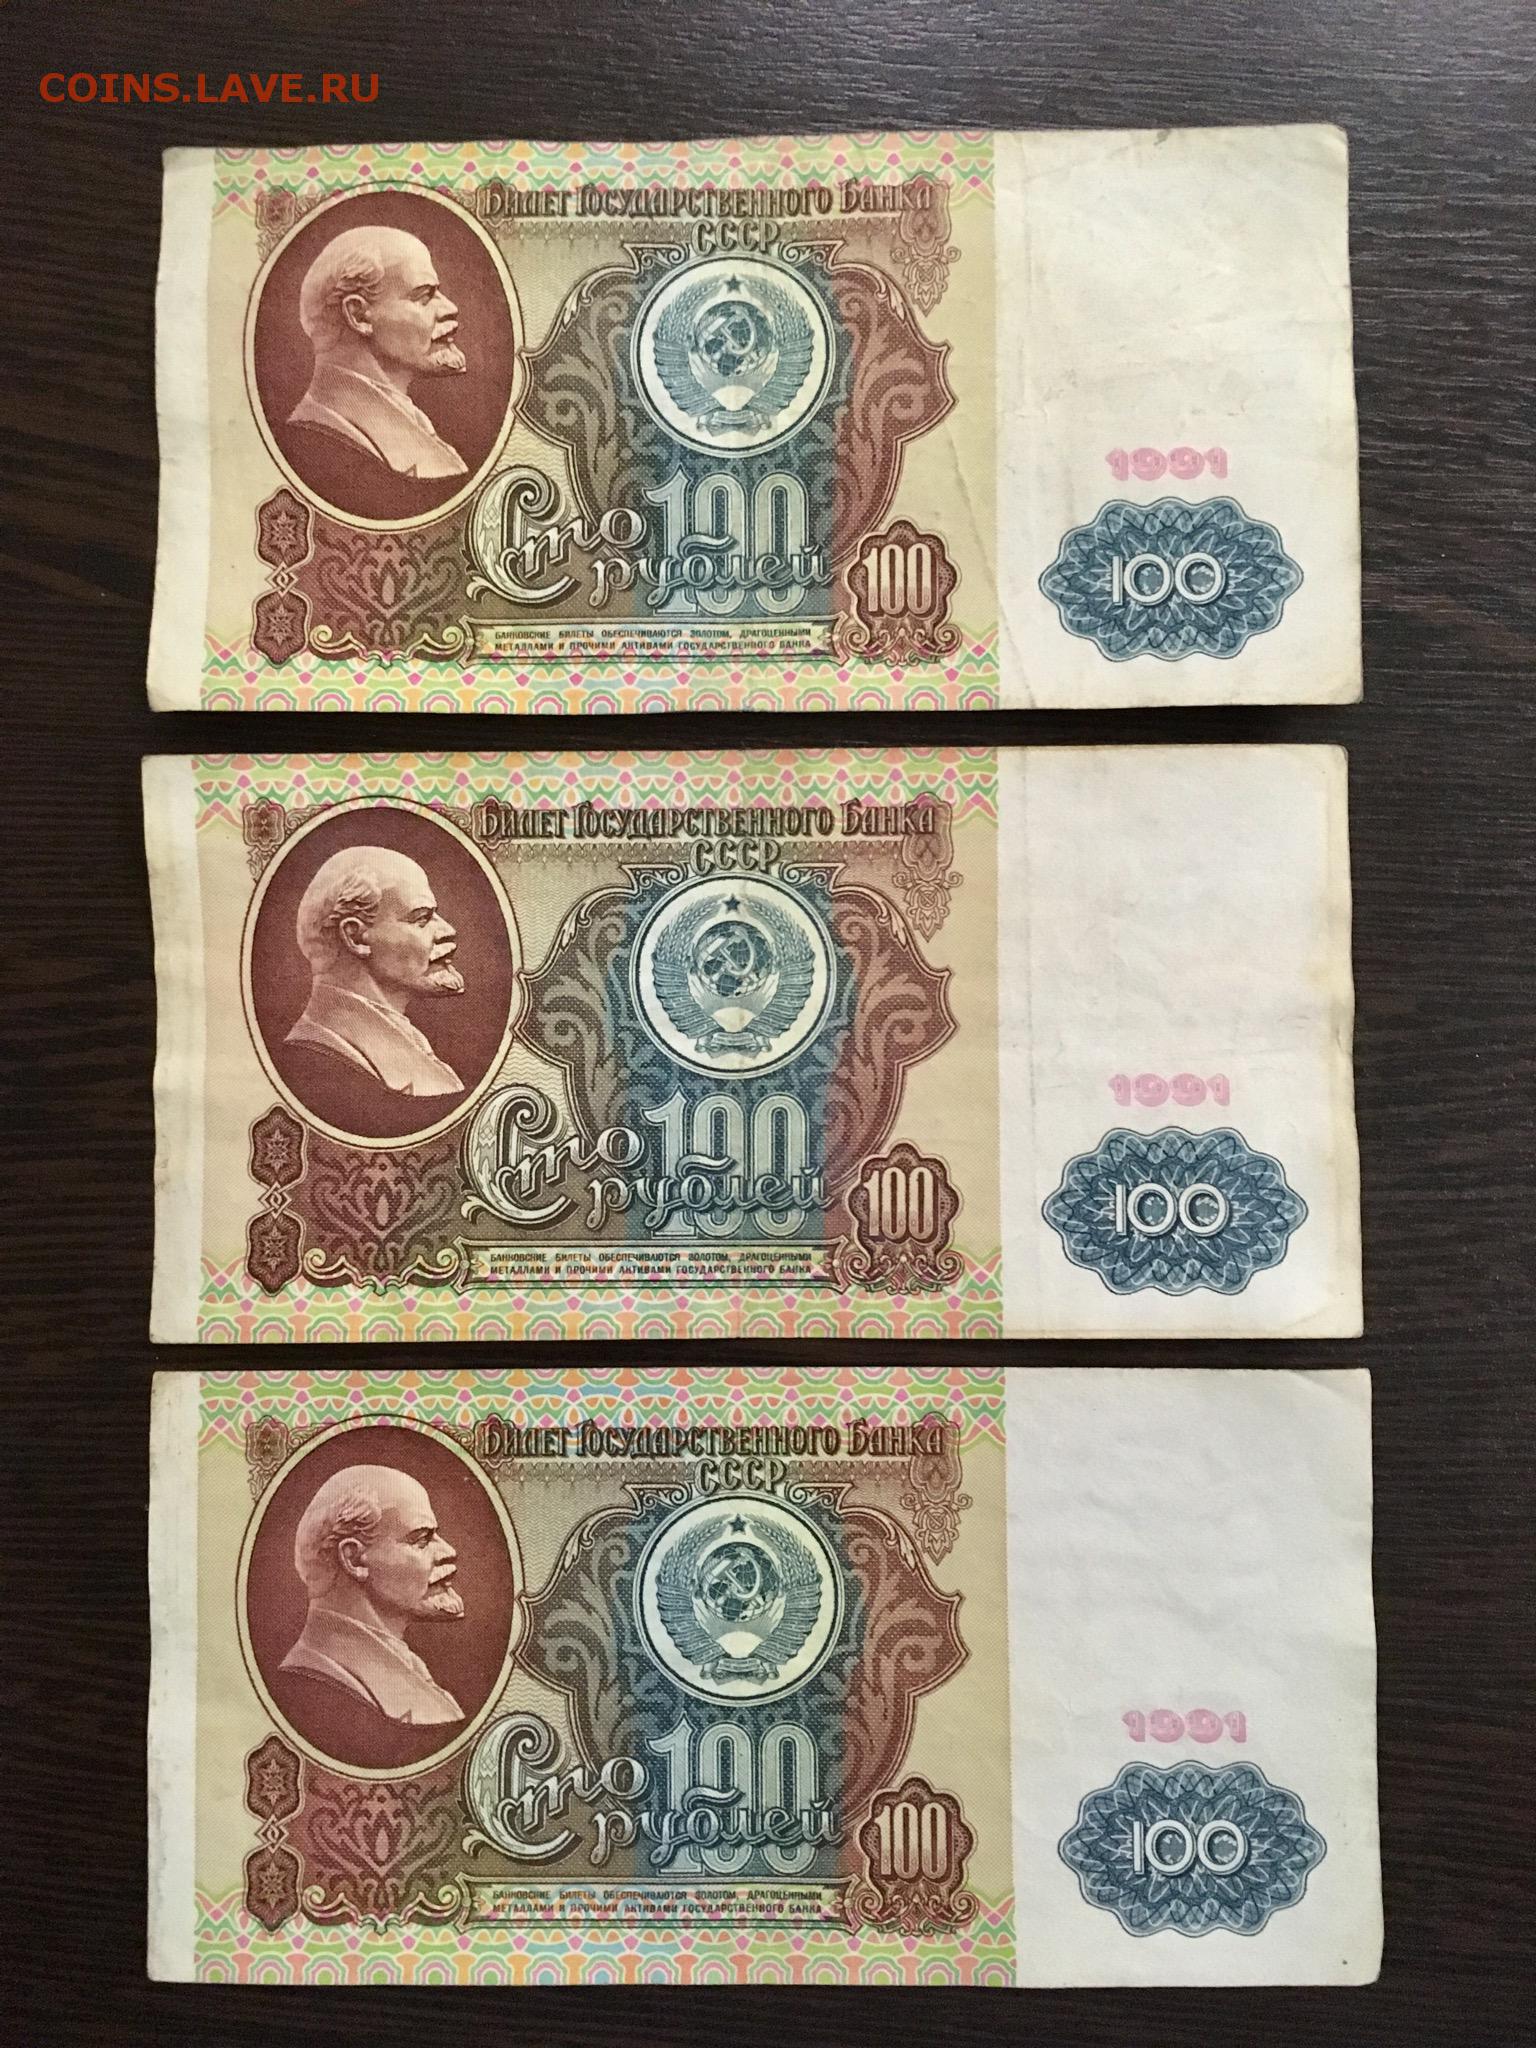 COINS.LAVE.RU
Билет Государственного Банка
СССР
1991
100
Сто
рублей
100
100
БАНКОВСКИЕ БИЛЕТЫ ОБЕСПЕЧИВАЮТСЯ ЗОЛОТОМ, ДРАГОЦЕННЫМИ
МЕТАЛЛАМИ И ПРОЧИМИ АКТИВАМИ ГОСУДАРСТВЕННОГО БАНКА
Билет Государственного Банка
СССР
1991
100
Сто
рублей
100
100
БАНКОВСКИЕ БИЛЕТЫ ОБЕСПЕЧИВАЮТСЯ ЗОЛОТОМ, ДРАГОЦЕННЫМИ
МЕТАЛЛАМИ И ПРОЧИМИ АКТИВАМИ ГОСУДАРСТВЕННОГО БАНКА
Билет Государственного Банка
СССР
1991
100
Сто
рублей
100
100
БАНКОВСКИЕ БИЛЕТЫ ОБЕСПЕЧИВАЮТСЯ ЗОЛОТОМ, ДРАГОЦЕННЫМИ
МЕТАЛЛАМИ И ПРОЧИМИ АКТИВАМИ ГОСУДАРСТВЕННОГО БАНКА